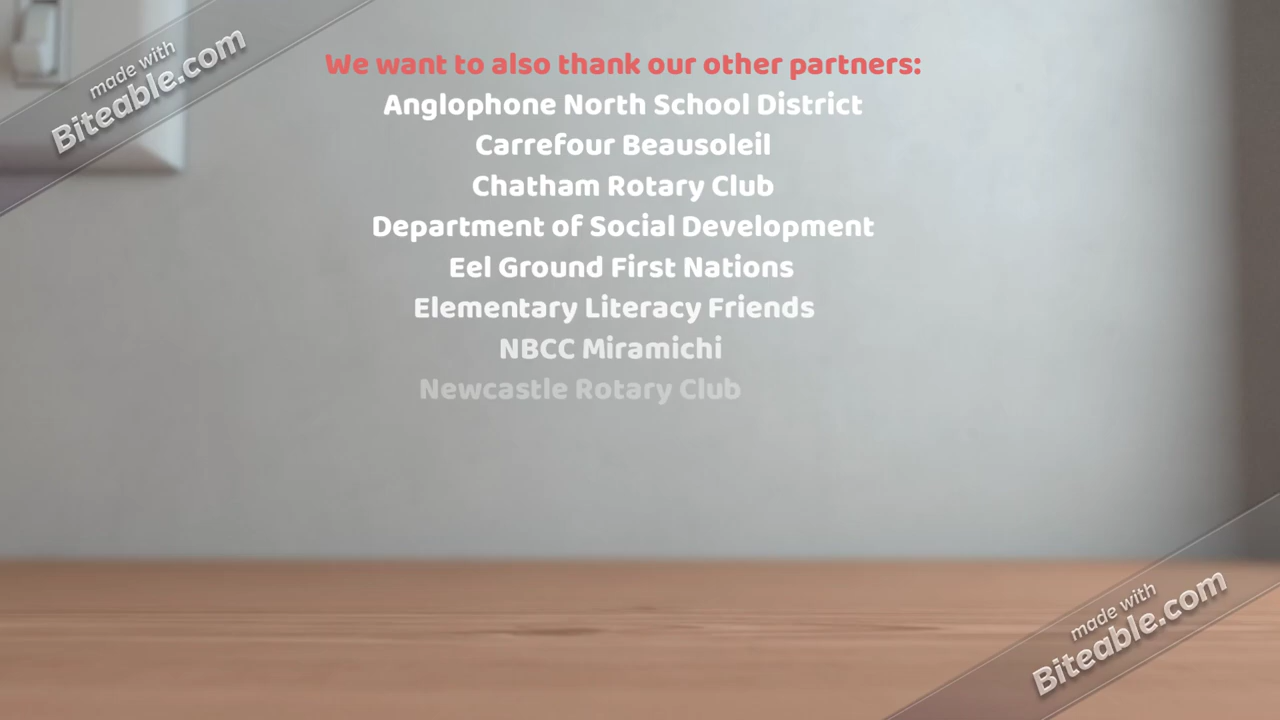 made with
Biteable.com
We want to also thank our other partners:
Anglophone North School District
Carrefour Beausoleil
Chatham Rotary Club
Department of Social Development
Eel Ground First Nations
Elementary Literacy Friends
NBCC Miramichi
Newcastle Rotary Club
made with
Biteable.com